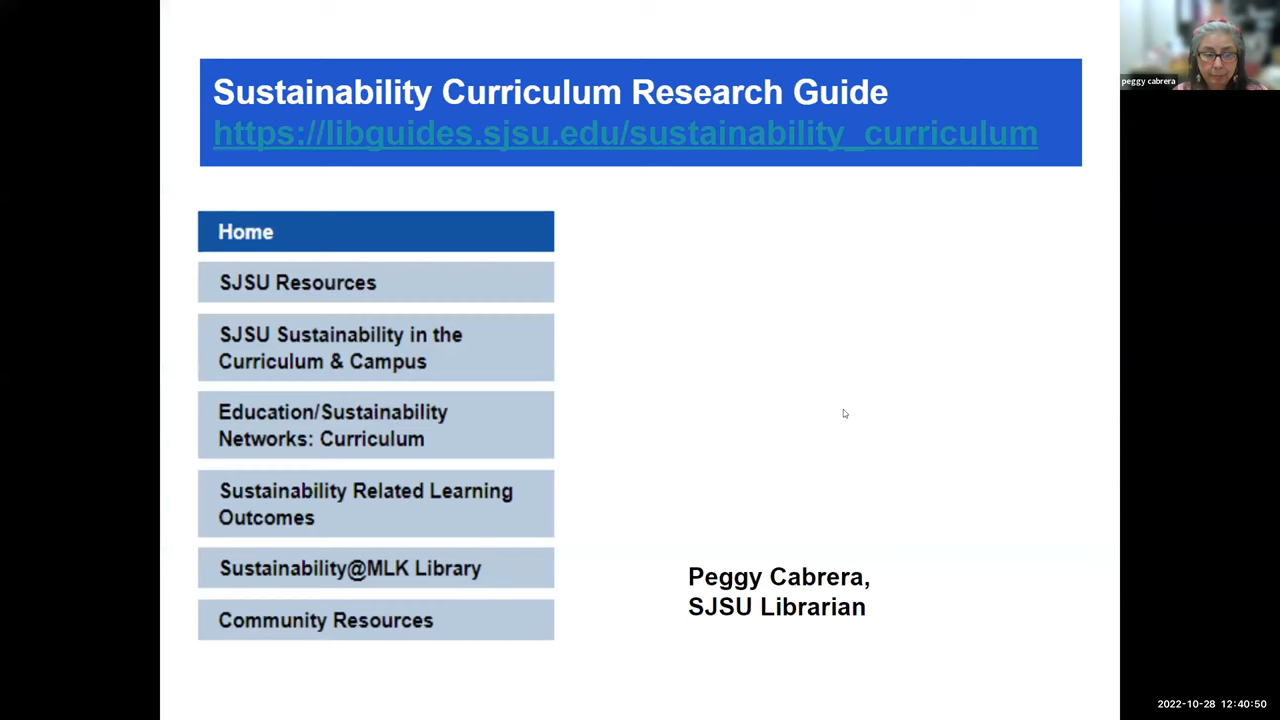 Sustainability Curriculum Research Guide
https://libguides.sjsu.edu/sustainability_curriculum
peggy cabrera
Home
SJSU Resources
SJSU Sustainability in the
Curriculum & Campus
Education/Sustainability
Networks: Curriculum
Sustainability Related Learning
Outcomes
Sustainability@MLK Library
Community Resources
Peggy Cabrera,
SJSU Librarian
2022-10-28 12:40:50